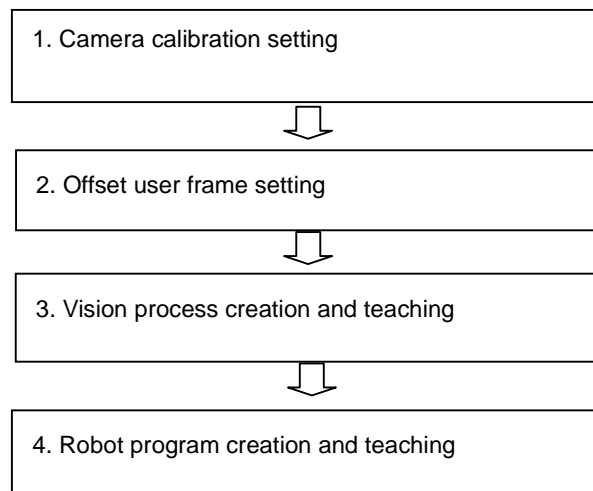 1. Camera calibration setting
2. Offset user frame setting
3. Vision process creation and teaching
4. Robot program creation and teaching